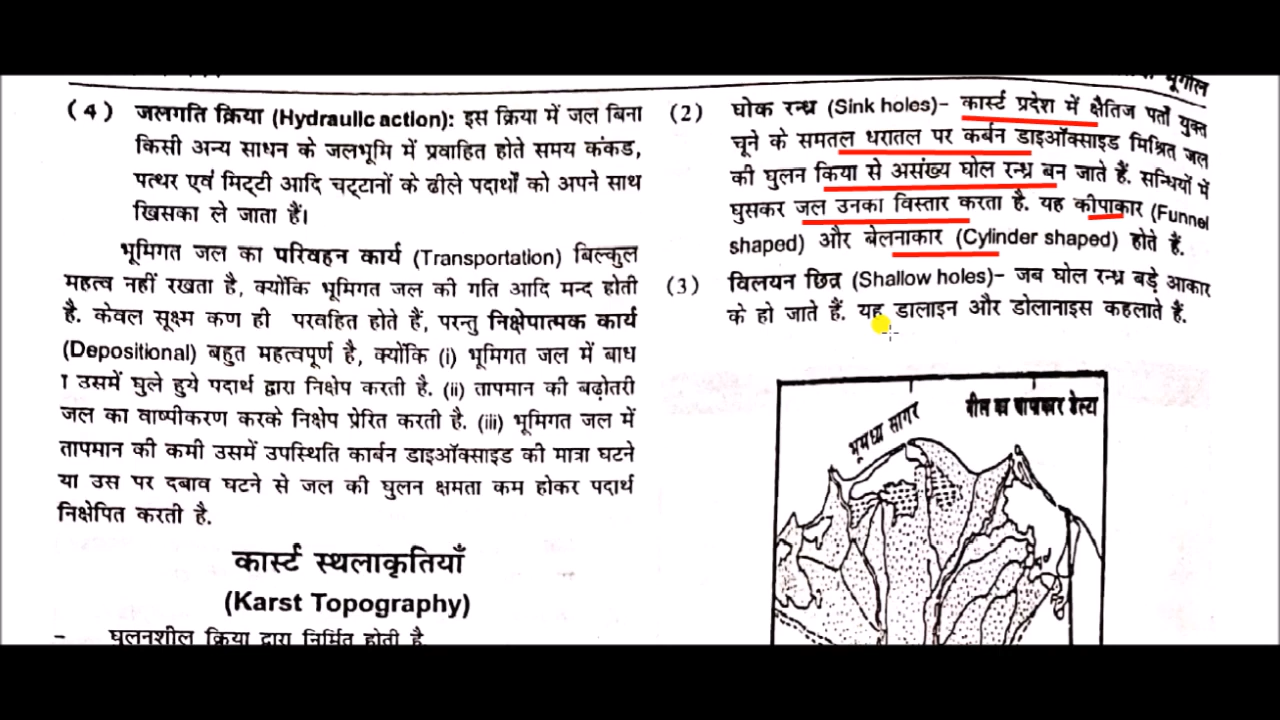 भूगोल
(4) जलगति क्रिया (Hydraulic action): इस क्रिया में जल बिना
किसी अन्य साधन के जलभूमि में प्रवाहित होते समय कंकड,
पत्थर एवं मिट्टी आदि चट्टानों के ढीले पदार्थों को अपने साथ
खिसका ले जाता हैं।
भूमिगत जल का परिवहन कार्य (Transportation) बिल्कुल
महत्व नहीं रखता है, क्योंकि भूमिगत जल की गति आदि मन्द होती
है. केवल सूक्ष्म कण ही परवहित होते हैं, परन्तु निक्षेपात्मक कार्य
(Depositional) बहुत महत्वपूर्ण है, क्योंकि (i) भूमिगत जल में बाध
ा उसमें घुले हुये पदार्थ द्वारा निक्षेप करती है. (ii) तापमान की बढ़ोतरी
जल का वाष्पीकरण करके निक्षेप प्रेरित करती है. (iii) भूमिगत जल में
तापमान की कमी उसमें उपस्थिति कार्बन डाइऑक्साइड की मात्रा घटने
या उस पर दबाव घटने से जल की घुलन क्षमता कम होकर पदार्थ
निक्षेपित करती है.
कार्स्ट स्थलाकृतियाँ
(Karst Topography)
– घुलनशील क्रिया द्वारा निर्मित होती है.
(2) घोक रन्ध्र (Sink holes)- कार्स्ट प्रदेश में क्षैतिज पर्तों युक्त
चूने के समतल धरातल पर कर्बन डाइऑक्साइड मिश्रित जल
की घुलन किया से असंख्य घोल रन्ध्र बन जाते हैं. सन्धियों में
घुसकर जल उनका विस्तार करता है. यह कीपाकार (Funnel
shaped) और बेलनाकार (Cylinder shaped) होते हैं.
(3) विलयन छिद्र (Shallow holes)- जब घोल रन्ध्र बड़े आकार
के हो जाते हैं. यह डालाइन और डोलानाइस कहलाते हैं.
भूमध्य सागर
नील का चापाकार डेल्टा